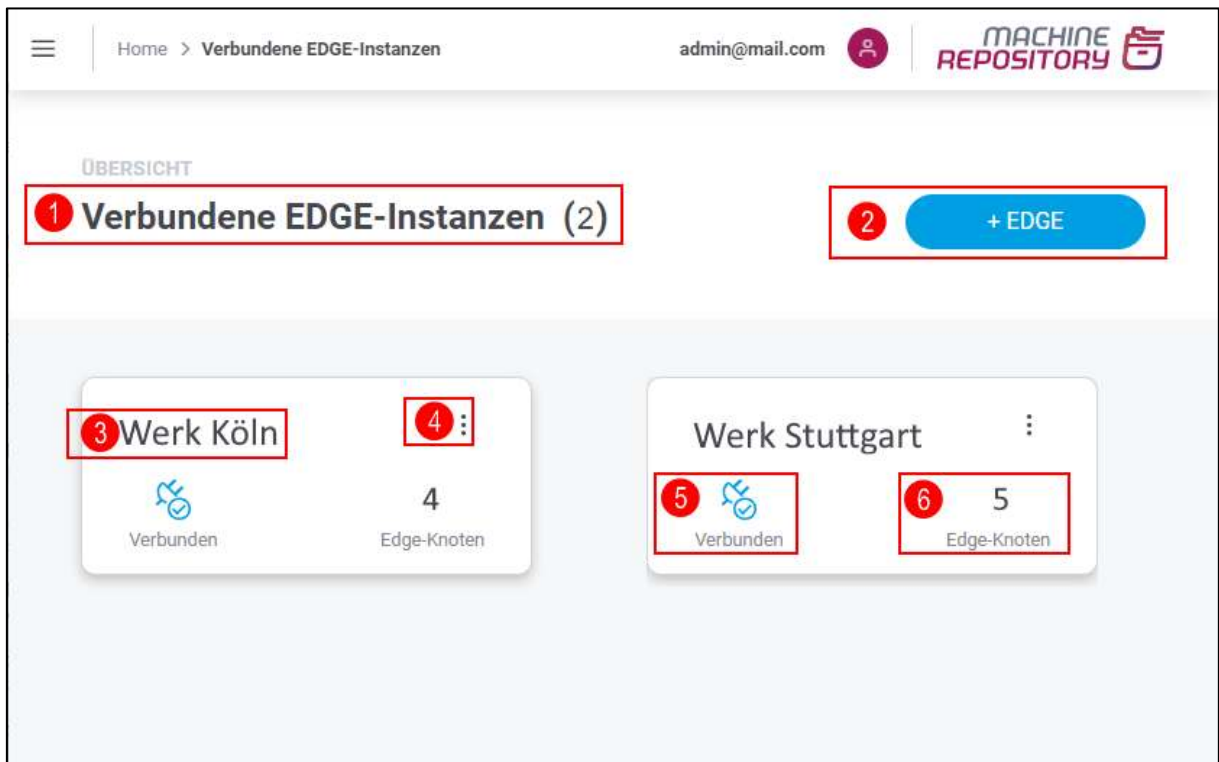 Home > Verbundene EDGE-Instanzen
admin@mail.com
MACHINE
REPOSITORY
ÜBERSICHT
1 Verbundene EDGE-Instanzen (2)
2 + EDGE
3 Werk Köln
4
4
Edge-Knoten
Verbunden
Werk Stuttgart
5 Verbunden
6 5
Edge-Knoten